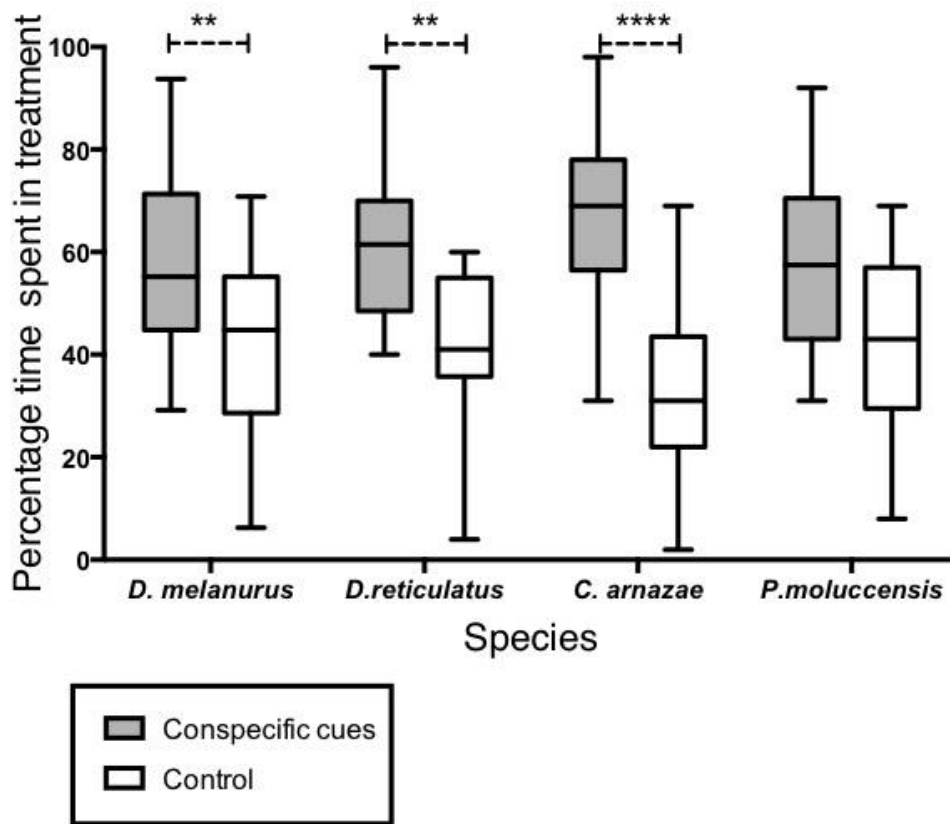 ** ** ****
100
80
60
40
20
0
Percentage time spent in treatment
D. melanurus D.reticulatus C. arnazae P.moluccensis
Species
Conspecific cues
Control